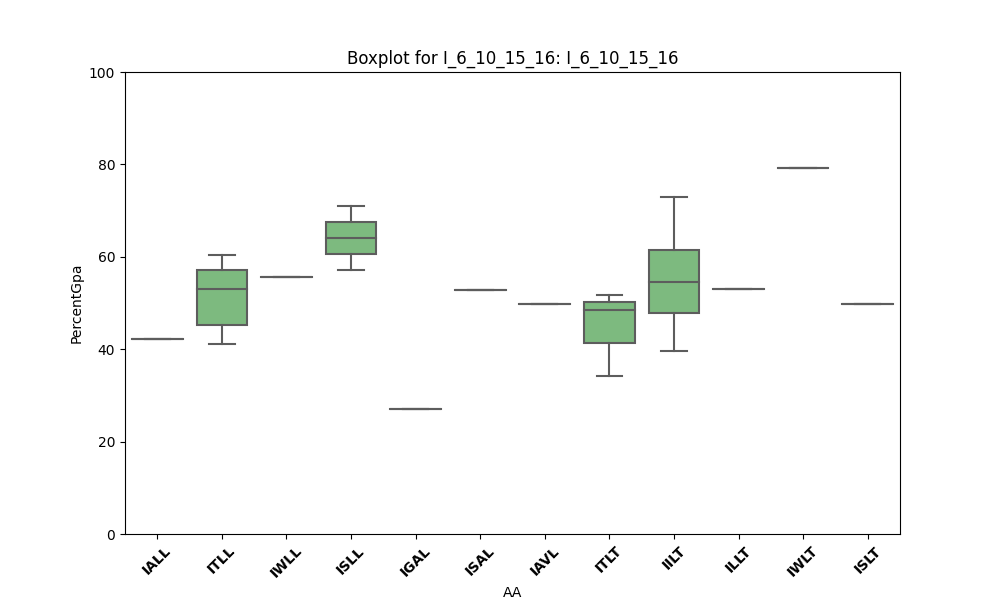 Boxplot for I_6_10_15_16: I_6_10_15_16
100
80
60
40
20
0
PercentGpa
IALL ITLL IWLL ISLL IGAL ISAL IAVL ITLT IILT ILLT IWLT ISLT
AA